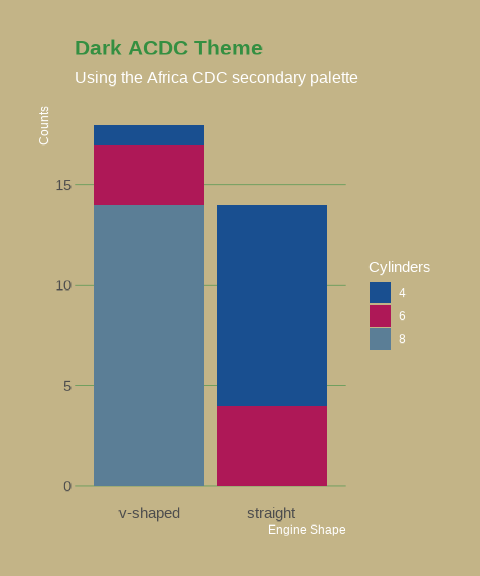 Dark ACDC Theme
Using the Africa CDC secondary palette
Counts
15
10
5
0
v-shaped straight
Engine Shape
Cylinders
4
6
8